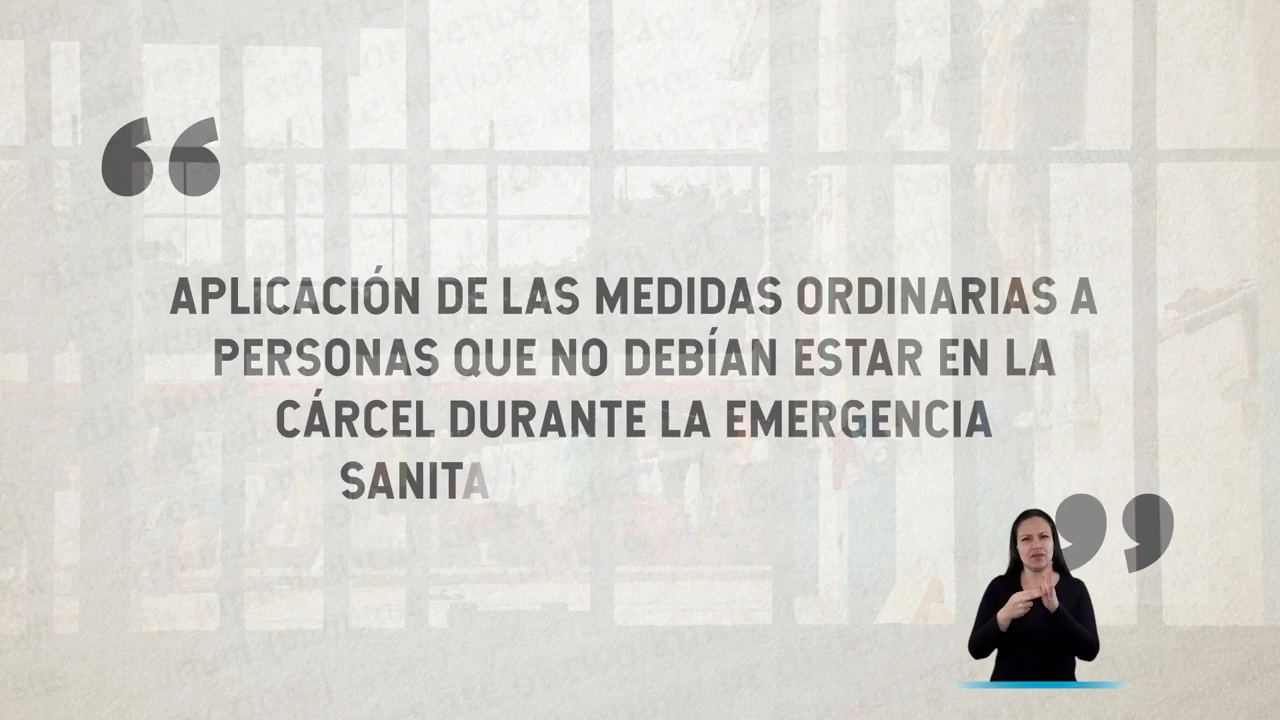 APLICACIÓN DE LAS MEDIDAS ORDINARIAS A
PERSONAS QUE NO DEBÍAN ESTAR EN LA
CÁRCEL DURANTE LA EMERGENCIA
SANITA